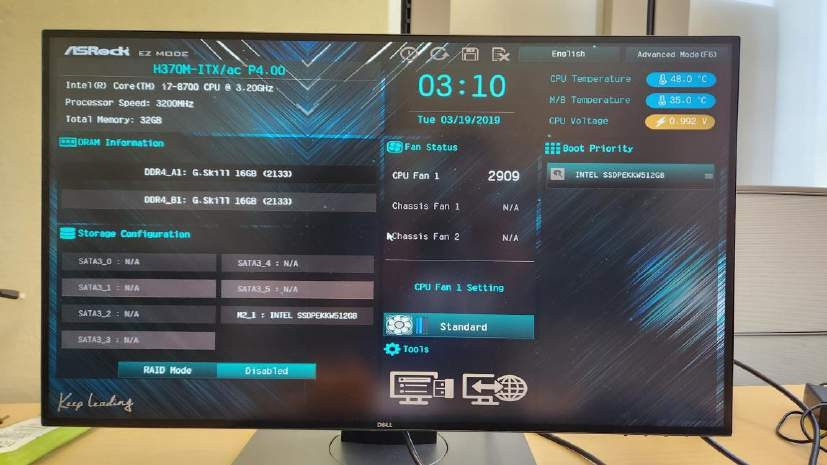 ASRock EZ MODE
English
Advanced Mode(F6)
H370M-ITX/ac P4.00
Intel(R) Core(TM) i7-8700 CPU @ 3.20GHz
Processor Speed: 3200MHz
Total Memory: 32GB
03:10
Tue 03/19/2019
CPU Temperature
48.0 °C
M/B Temperature
35.0 °C
CPU Voltage
0.992 V
DRAM Information
DDR4_A1: G.Skill 16GB (2133)
DDR4_B1: G.Skill 16GB (2133)
Storage Configuration
SATA3_0 : N/A
SATA3_4 : N/A
SATA3_1 : N/A
SATA3_5 : N/A
SATA3_2 : N/A
M2_1 : INTEL SSDPEKKW512G8
SATA3_3 : N/A
RAID Mode
Disabled
Keep Leading
Fan Status
CPU Fan 1 2909
Chassis Fan 1 N/A
Chassis Fan 2 N/A
CPU Fan 1 Setting
Standard
Tools
Boot Priority
INTEL SSDPEKKW512G8
DELL